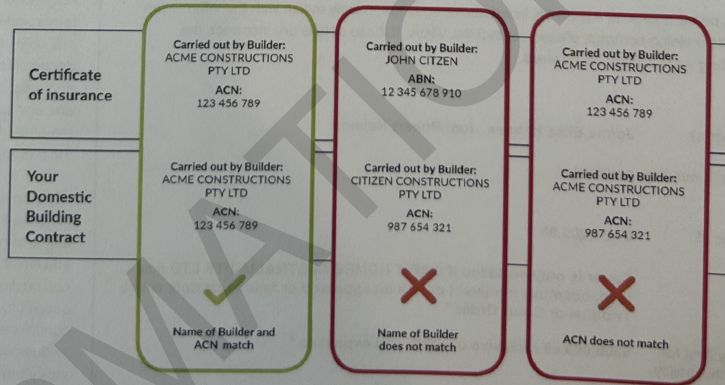 Certificate
of insurance
Carried out by Builder:
ACME CONSTRUCTIONS
PTY LTD
ACN:
123 456 789
Carried out by Builder:
JOHN CITZEN
ABN:
12 345 678 910
Carried out by Builder:
ACME CONSTRUCTIONS
PTY LTD
ACN:
123 456 789
Your
Domestic
Building
Contract
Carried out by Builder:
ACME CONSTRUCTIONS
PTY LTD
ACN:
123 456 789
Carried out by Builder:
CITIZEN CONSTRUCTIONS
PTY LTD
ACN:
987 654 321
Carried out by Builder:
ACME CONSTRUCTIONS
PTY LTD
ACN:
987 654 321
Name of Builder and
ACN match
Name of Builder
does not match
ACN does not match
MATION